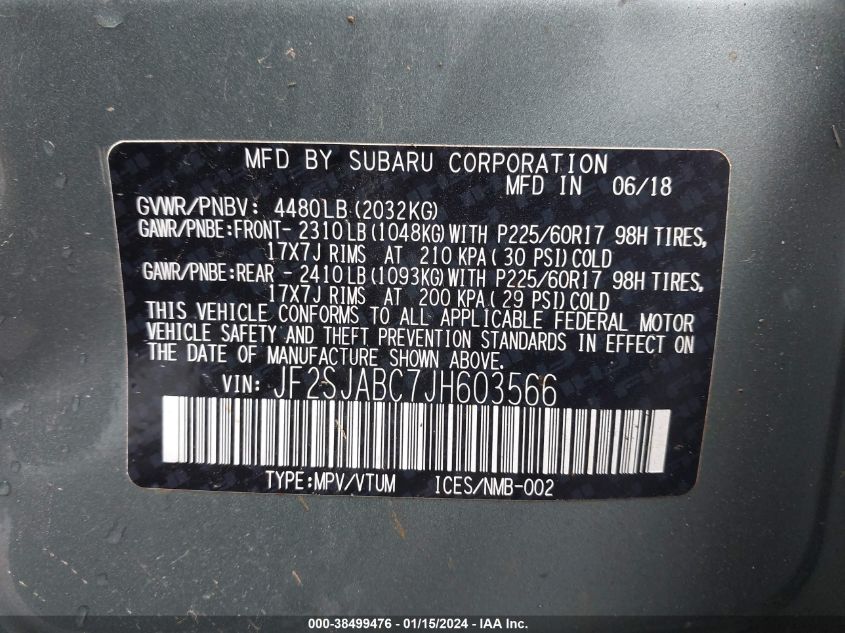 MFD BY SUBARU CORPORATION
MFD IN 06/18
GVWR/PNBV: 4480LB(2032KG)
GAWR/PNBE:FRONT- 2310LB(1048KG)WITH P225/60R17 98H TIRES,
17X7J RIMS AT 210 KPA( 30 PSI)COLD
GAWR/PNBE:REAR - 2410LB(1093KG)WITH P225/60R17 98H TIRES,
17X7J RIMS AT 200 KPA( 29 PSI)COLD
THIS VEHICLE CONFORMS TO ALL APPLICABLE FEDERAL MOTOR
VEHICLE SAFETY AND THEFT PREVENTION STANDARDS IN EFFECT ON
THE DATE OF MANUFACTURE SHOWN ABOVE.
VIN: JF2SJABC7JH603566
TYPE:MPV/VTUM ICES/NMB-002
000-38499476 - 01/15/2024 - IAA Inc.